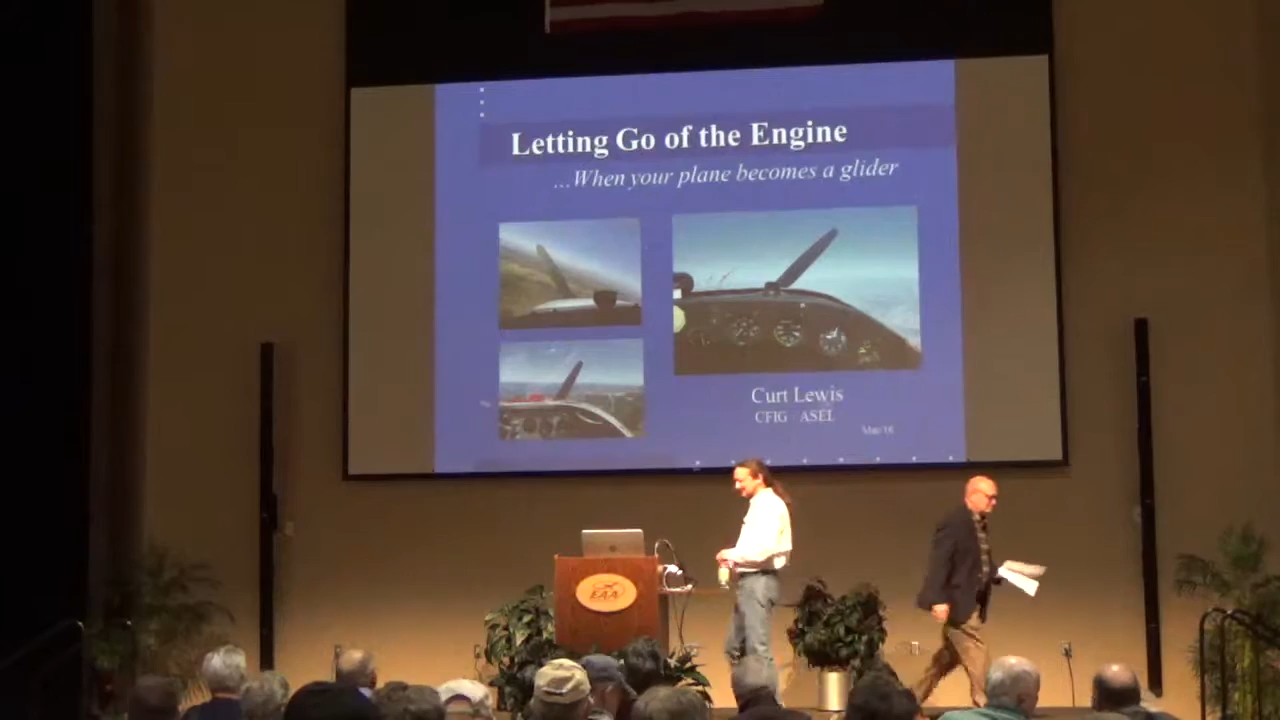 Letting Go of the Engine
...When your plane becomes a glider
Curt Lewis
CFIG ASEL
EAA